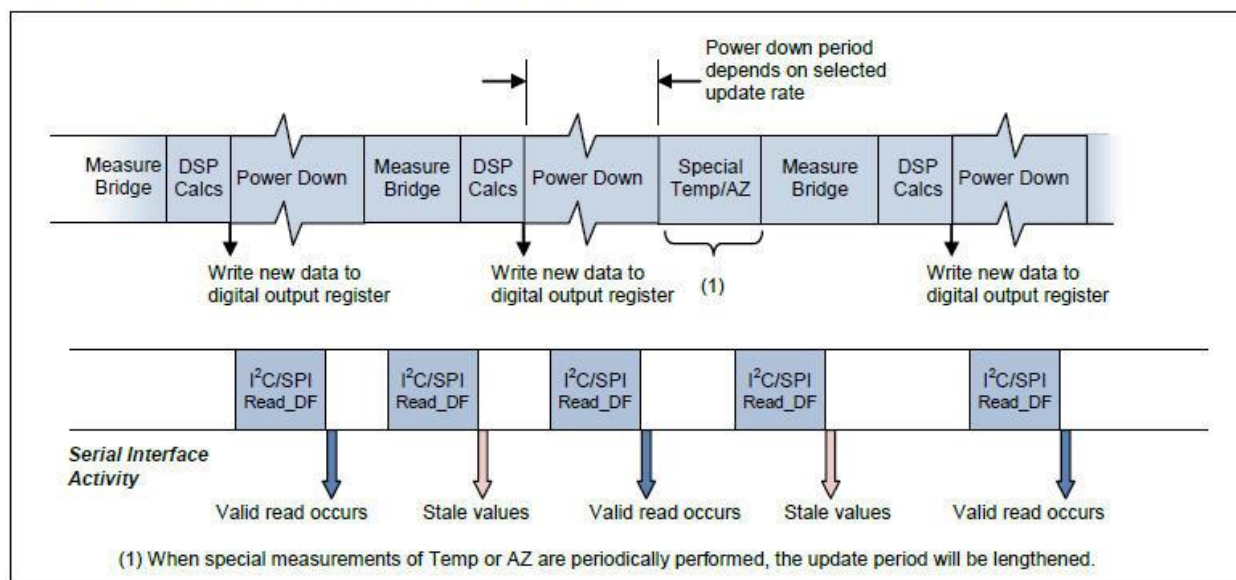 Power down period
depends on selected
update rate
Measure
Bridge
DSP
Calcs
Power Down
Measure
Bridge
DSP
Calcs
Power Down
Special
Temp/AZ
Measure
Bridge
DSP
Calcs
Power Down
Write new data to
digital output register
Write new data to
digital output register
(1)
Write new data to
digital output register
I²C/SPI
Read_DF
I²C/SPI
Read_DF
I²C/SPI
Read_DF
I²C/SPI
Read_DF
I²C/SPI
Read_DF
Serial Interface
Activity
Valid read occurs
Stale values
Valid read occurs
Stale values
Valid read occurs
(1) When special measurements of Temp or AZ are periodically performed, the update period will be lengthened.